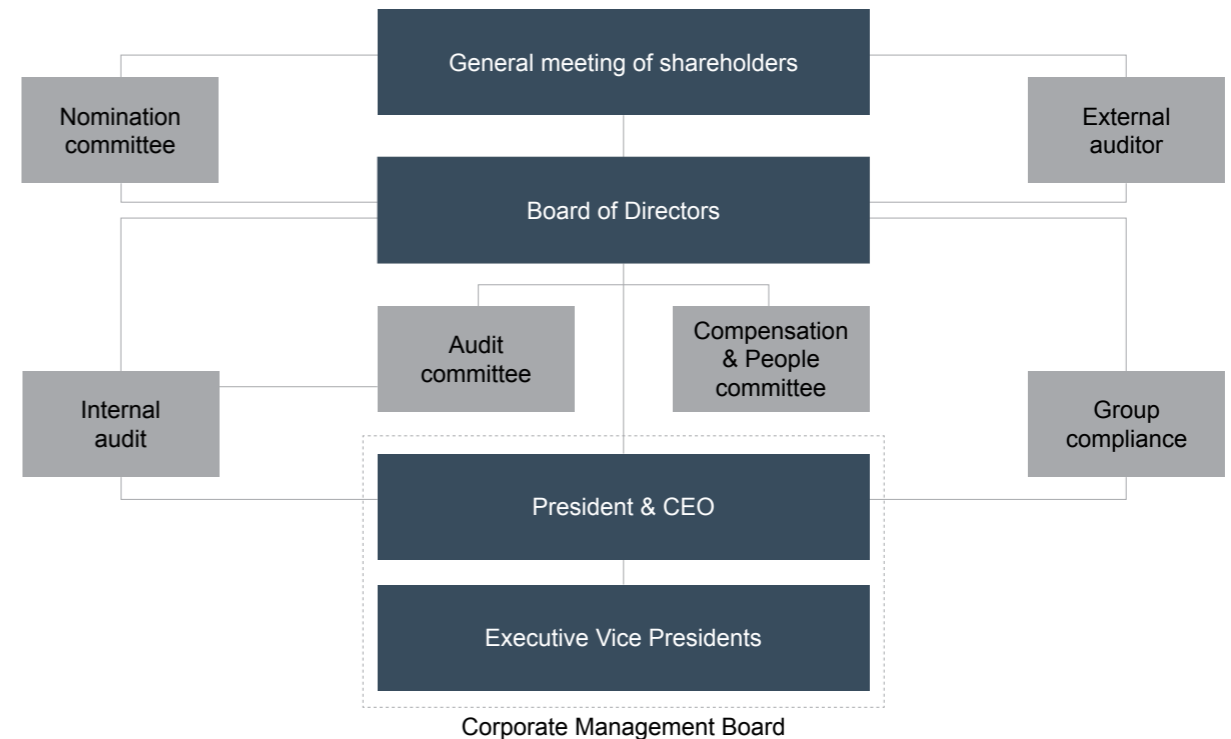 General meeting of shareholders
Nomination
committee
External
auditor
Board of Directors
Audit
committee
Compensation
& People
committee
Internal
audit
Group
compliance
President & CEO
Executive Vice Presidents
Corporate Management Board